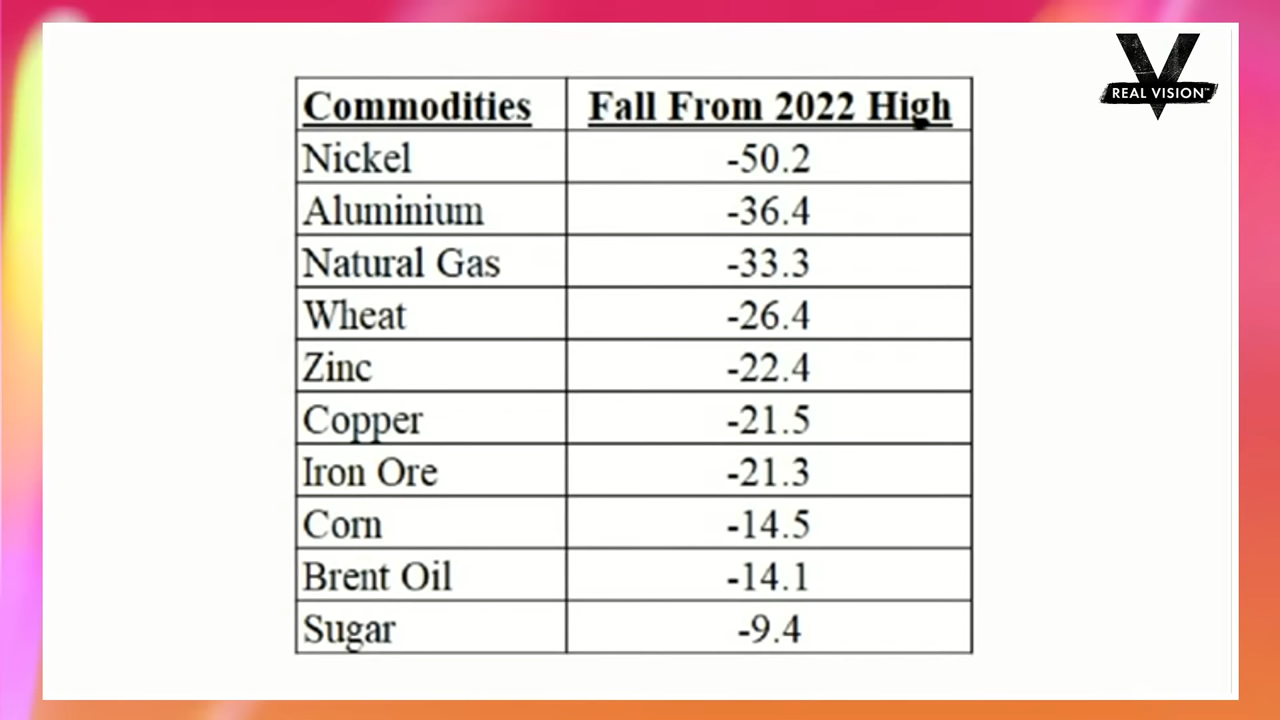 REAL VISION™
Commodities Fall From 2022 High
Nickel -50.2
Aluminium -36.4
Natural Gas -33.3
Wheat -26.4
Zinc -22.4
Copper -21.5
Iron Ore -21.3
Corn -14.5
Brent Oil -14.1
Sugar -9.4